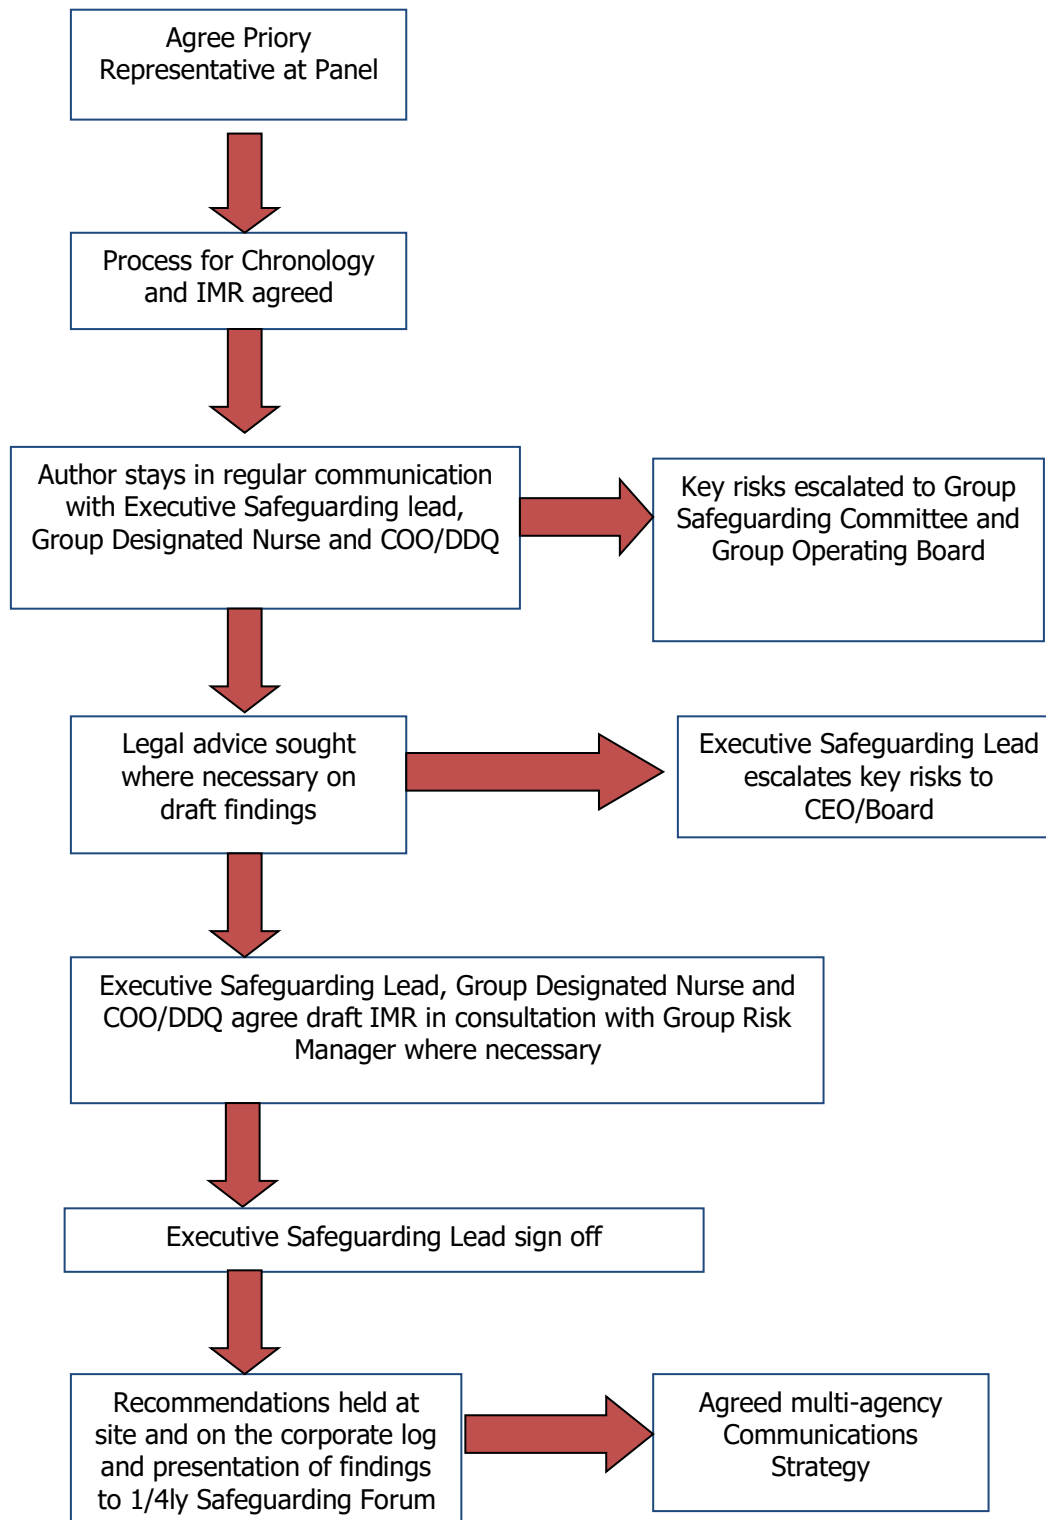 Agree Priory
Representative at Panel
Process for Chronology
and IMR agreed
Author stays in regular communication
with Executive Safeguarding lead,
Group Designated Nurse and COO/DDQ
Key risks escalated to Group
Safeguarding Committee and
Group Operating Board
Legal advice sought
where necessary on
draft findings
Executive Safeguarding Lead
escalates key risks to
CEO/Board
Executive Safeguarding Lead, Group Designated Nurse and
COO/DDQ agree draft IMR in consultation with Group Risk
Manager where necessary
Executive Safeguarding Lead sign off
Recommendations held at
site and on the corporate log
and presentation of findings
to 1/4ly Safeguarding Forum
Agreed multi-agency
Communications
Strategy